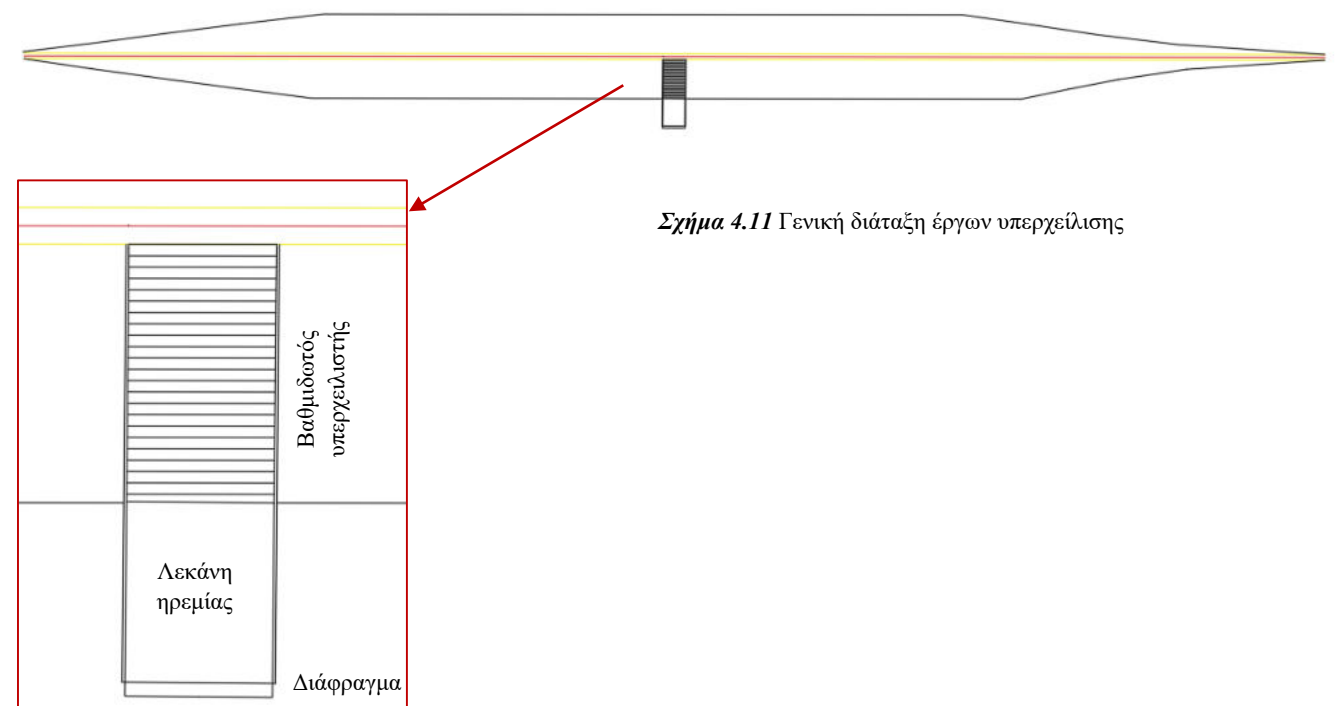 Σχήμα 4.11 Γενική διάταξη έργων υπερχείλισης
Βαθμιδωτός
υπερχειλιστής
Λεκάνη
ηρεμίας
Διάφραγμα